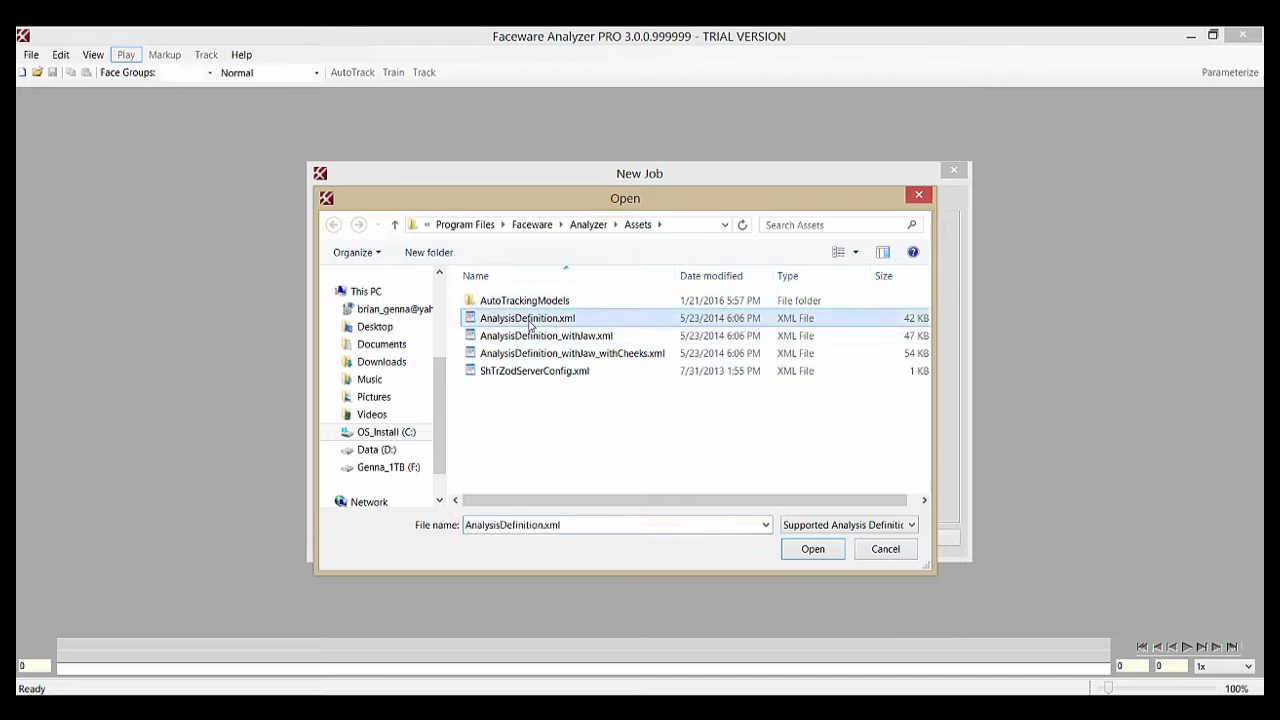 Faceware Analyzer PRO 3.0.0.999999 - TRIAL VERSION
File Edit View Play Markup Track Help
Face Groups: Normal AutoTrack Train Track Parameterize
New Job
Open
« Program Files Faceware Analyzer Assets Search Assets
Organize New folder
Name Date modified Type Size
This PC
brian_genna@yah
Desktop
Documents
Downloads
Music
Pictures
Videos
OS_Install (C:)
Data (D:)
Genna_1TB (F:)
Network
AutoTrackingModels 1/21/2016 5:57 PM File folder
AnalysisDefinition.xml 5/23/2014 6:06 PM XML File 42 KB
AnalysisDefinition_withJaw.xml 5/23/2014 6:06 PM XML File 47 KB
AnalysisDefinition_withJaw_withCheeks.xml 5/23/2014 6:06 PM XML File 54 KB
ShTrZodServerConfig.xml 7/31/2013 1:55 PM XML File 1 KB
File name: AnalysisDefinition.xml Supported Analysis Definitic
Open Cancel
0 0 0 1x
Ready 100%